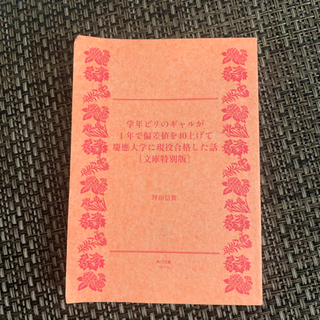 学年ビリのギャルが
1年で偏差値を40上げて
慶應大学に現役合格した話
[文庫特別版]
坪田信貴